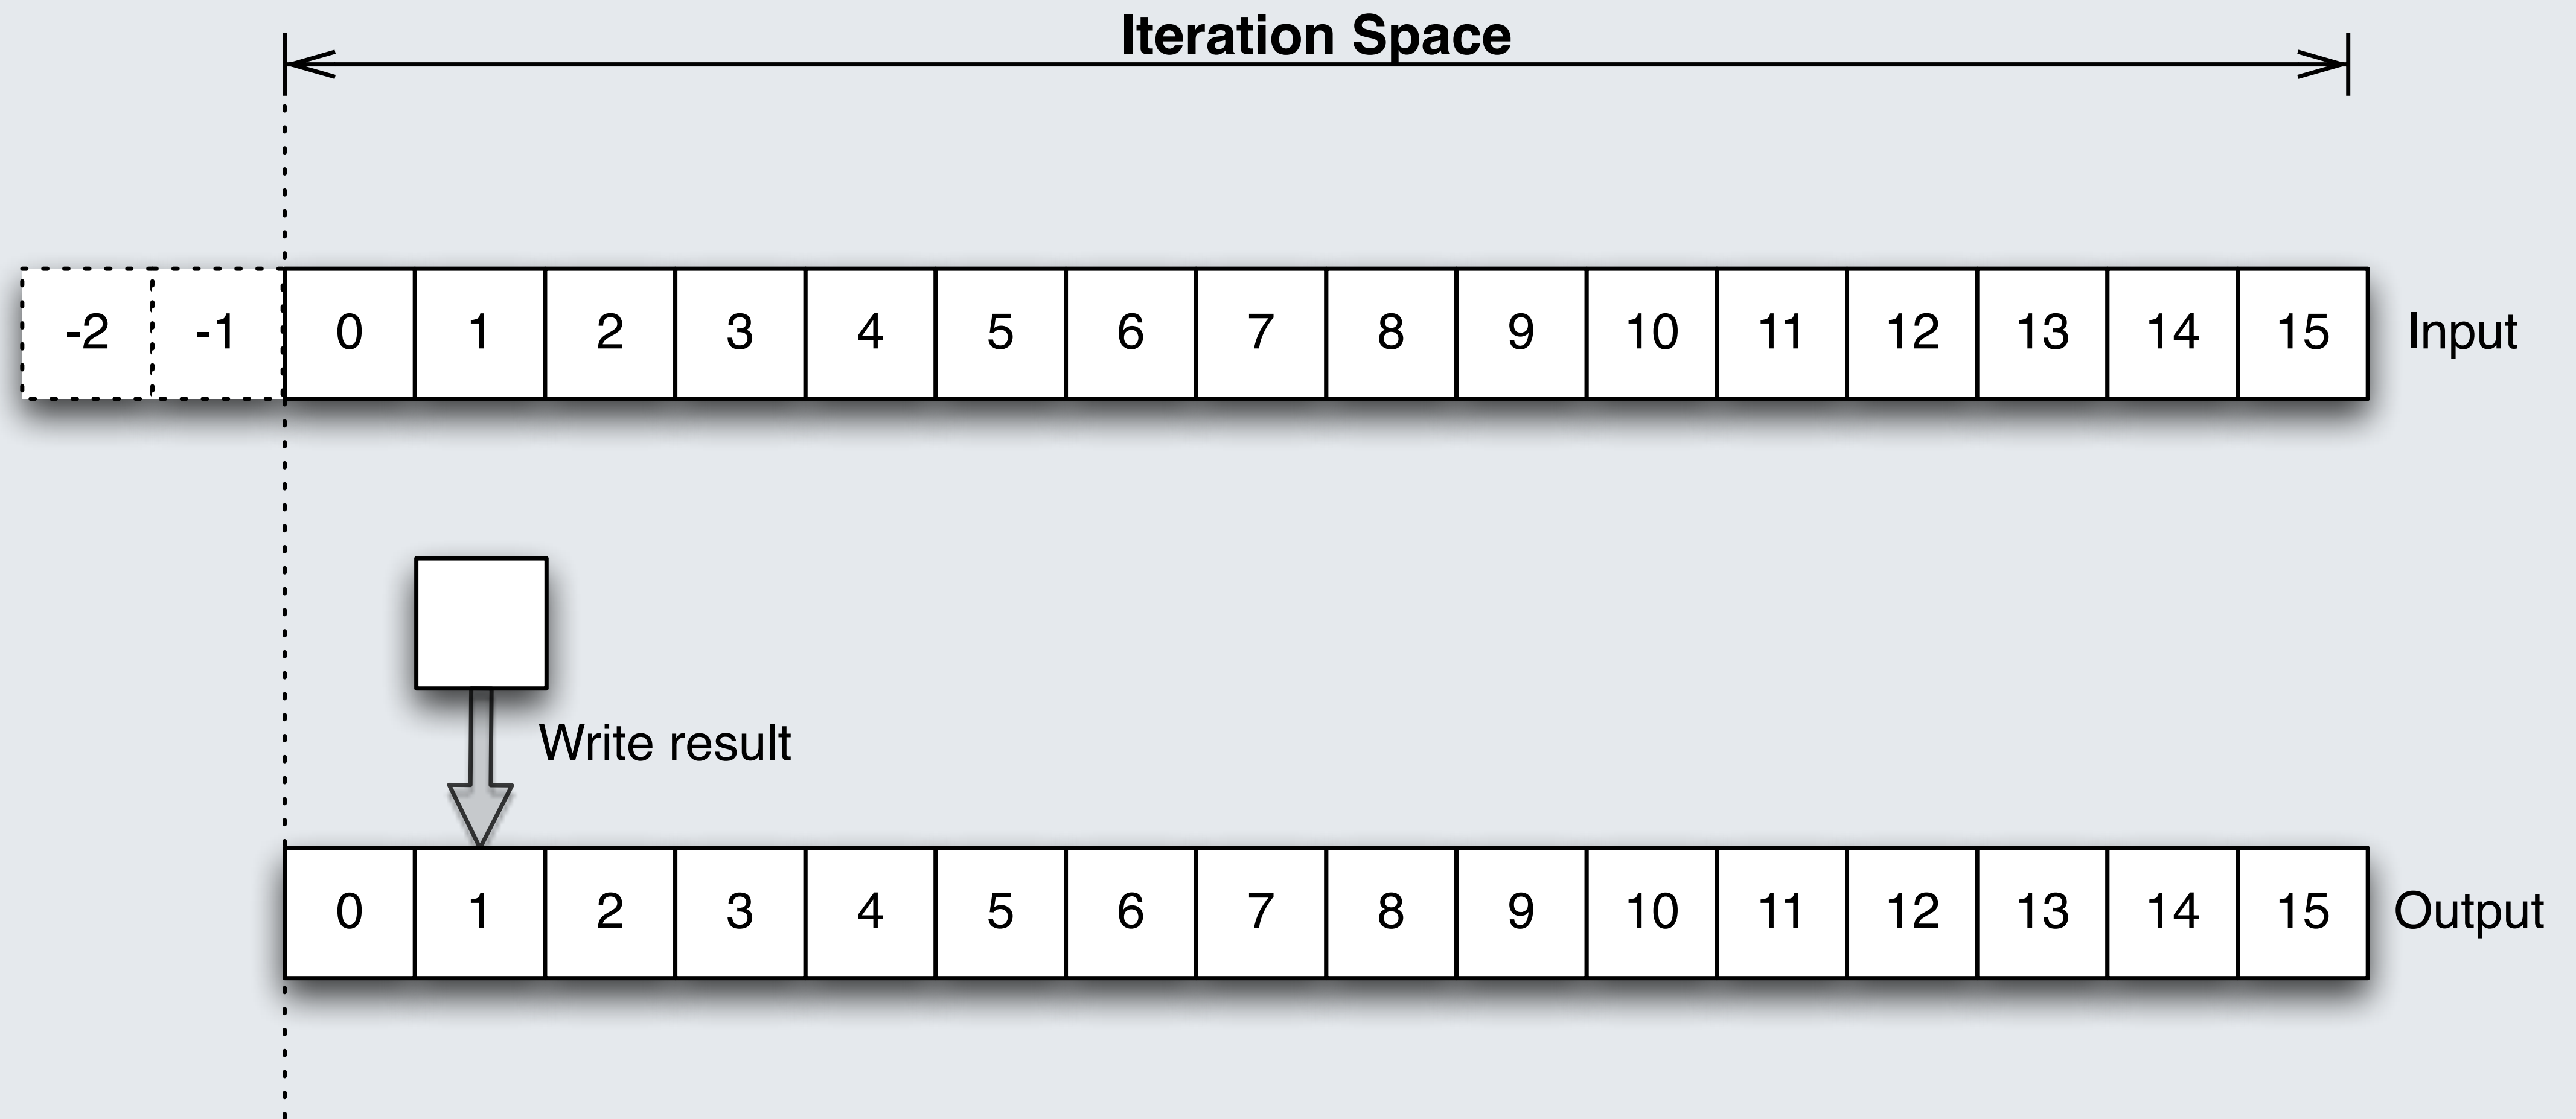 Iteration Space
-2 -1 0 1 2 3 4 5 6 7 8 9 10 11 12 13 14 15 Input
Write result
0 1 2 3 4 5 6 7 8 9 10 11 12 13 14 15 Output